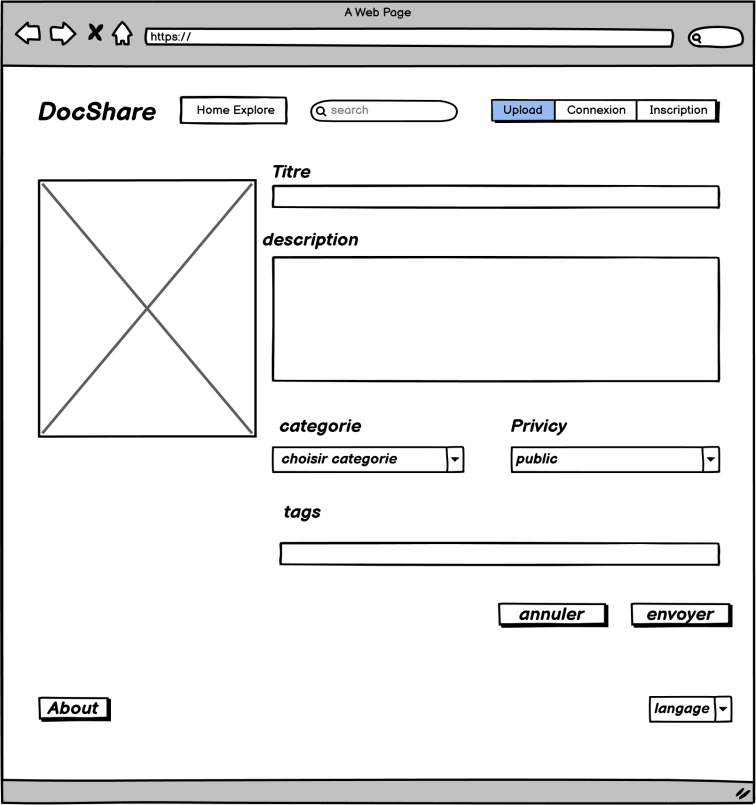 A Web Page
https://
DocShare
Home Explore
search
Upload Connexion Inscription
Titre
description
categorie
Privicy
choisir categorie
public
tags
annuler
envoyer
About
langage